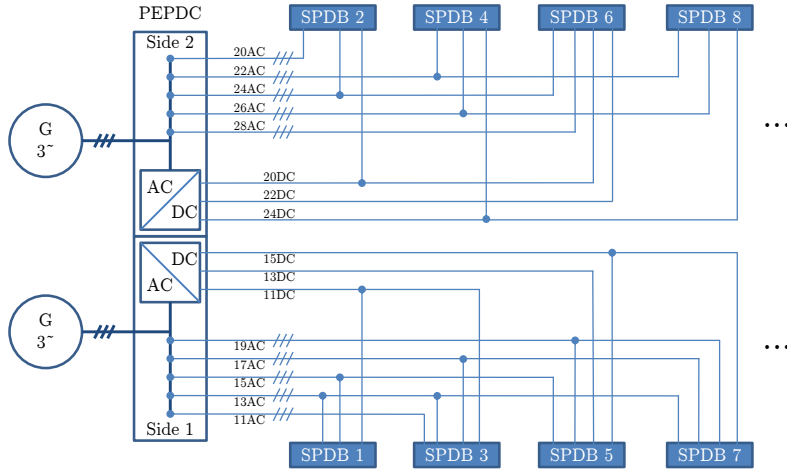 PEPDC
SPDB 2
SPDB 4
SPDB 6
SPDB 8
Side 2
20AC
22AC
24AC
26AC
28AC
G
3~
...
AC
DC
20DC
22DC
24DC
DC
AC
15DC
13DC
11DC
G
3~
...
19AC
17AC
15AC
13AC
11AC
Side 1
SPDB 1
SPDB 3
SPDB 5
SPDB 7